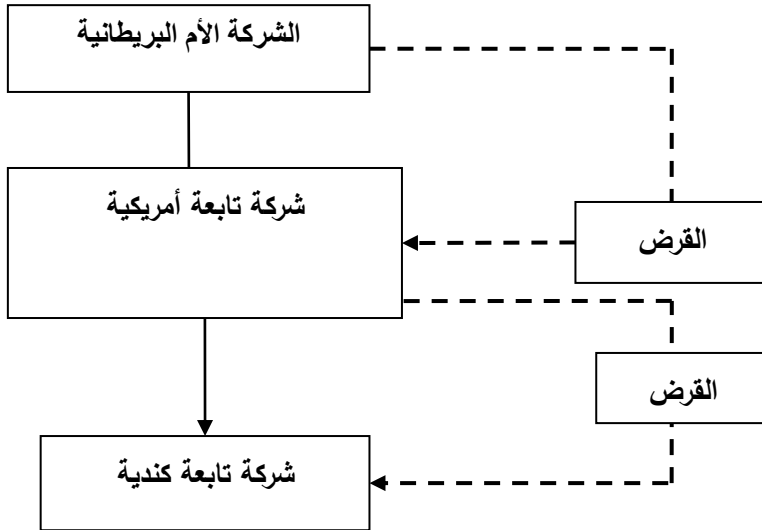 الشركة الأم البريطانية
شركة تابعة أمريكية
القرض
القرض
شركة تابعة كندية